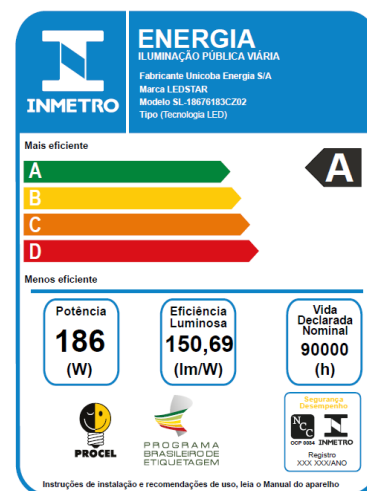 INMETRO
ENERGIA
ILUMINAÇÃO PÚBLICA VIÁRIA
Fabricante Unicoba Energia S/A
Marca LEDSTAR
Modelo SL-18676183CZ02
Tipo (Tecnologia LED)
Mais eficiente
A
A
B
C
D
Menos eficiente
Potência
186
(W)
Eficiência
Luminosa
150,69
(lm/W)
Vida
Declarada
Nominal
90000
(h)
PROCEL
PROGRAMA
BRASILEIRO DE
ETIQUETAGEM
Segurança
Desempenho
NCC
OCP 0034
INMETRO
Registro
XXX XXX/ANO
Instruções de instalação e recomendações de uso, leia o Manual do aparelho